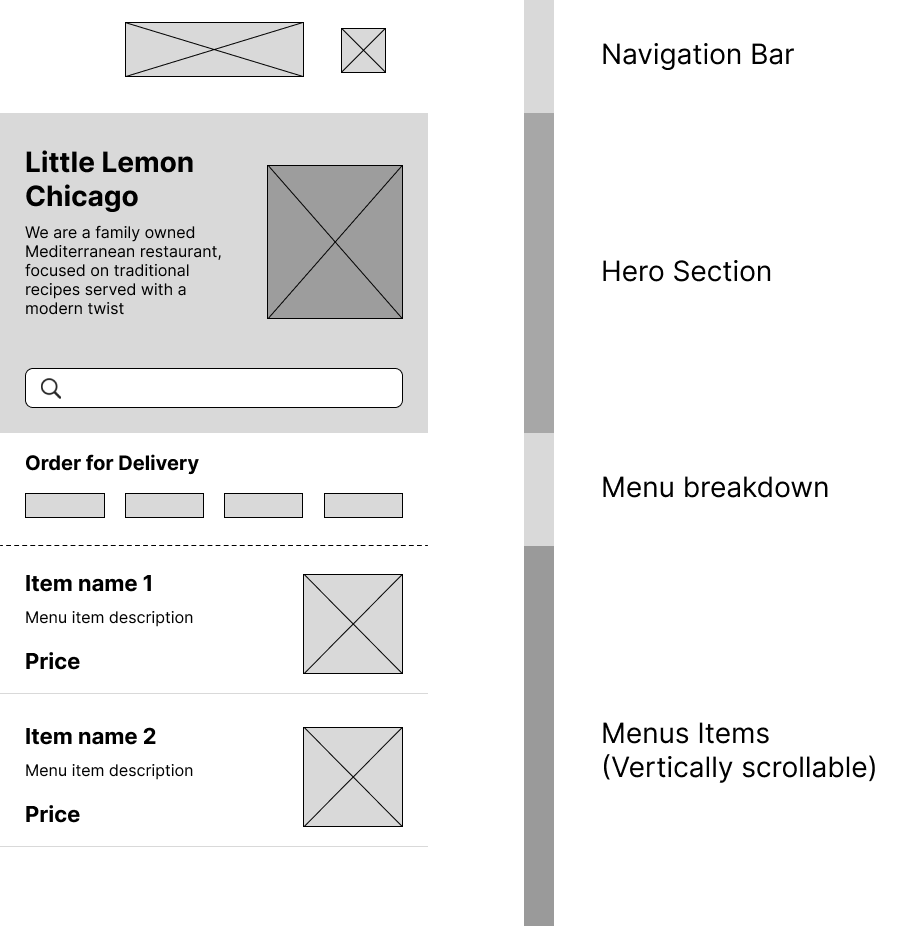 Navigation Bar
Little Lemon
Chicago
We are a family owned
Mediterranean restaurant,
focused on traditional
recipes served with a
modern twist
Hero Section
Order for Delivery
Menu breakdown
Item name 1
Menu item description
Price
Item name 2
Menu item description
Price
Menus Items
(Vertically scrollable)